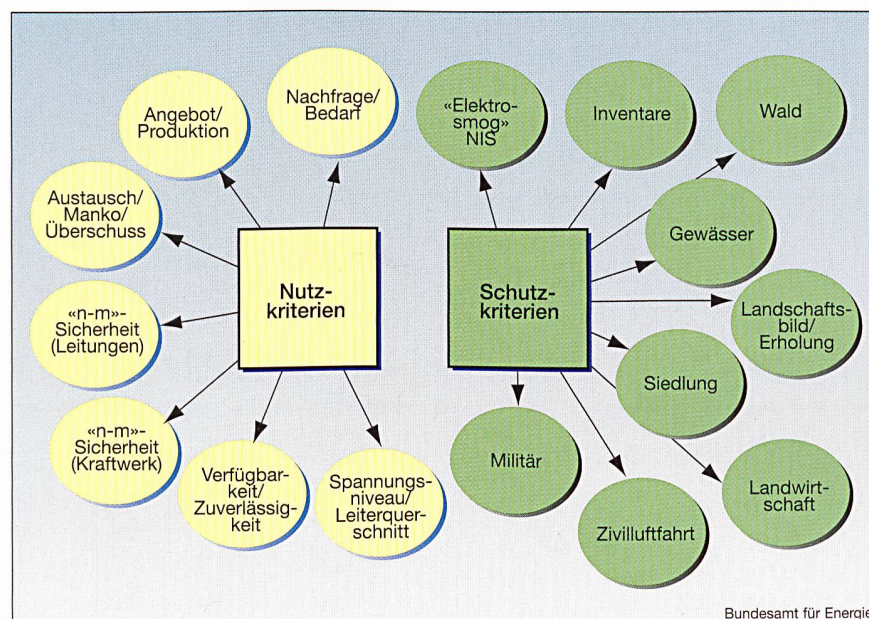 Nachfrage/
Bedarf
Angebot/
Produktion
Austausch/
Manko/
Überschuss
«n-m»-
Sicherheit
(Leitungen)
«n-m»-
Sicherheit
(Kraftwerk)
Verfügbar-
keit/
Zuverlässig-
keit
Spannungs-
niveau/
Leiterquer-
schnitt
Nutz-
kriterien
Schutz-
kriterien
«Elektro-
smog»
NIS
Inventare
Wald
Gewässer
Landschafts-
bild/
Erholung
Siedlung
Landwirt-
schaft
Zivilluftfahrt
Militär
Bundesamt für Energie